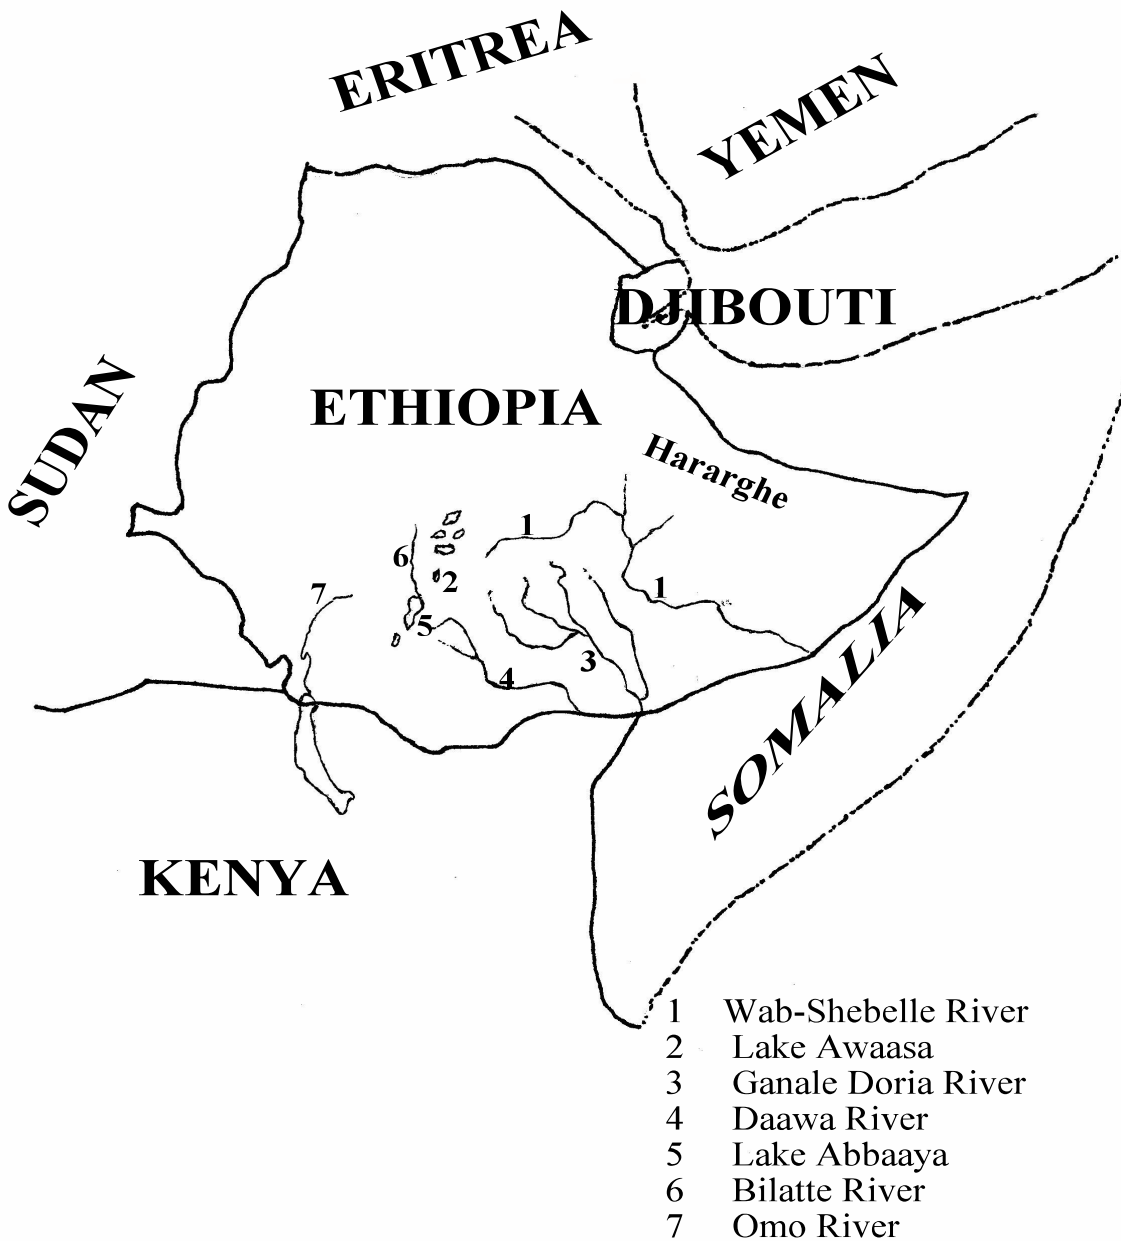 ERITREA
YEMEN
DJIBOUTI
SUDAN
ETHIOPIA
Hararghe
1
6
2
1
7
5
3
4
SOMALIA
KENYA
1 Wab-Shebelle River
2 Lake Awaasa
3 Ganale Doria River
4 Daawa River
5 Lake Abbaaya
6 Bilatte River
7 Omo River